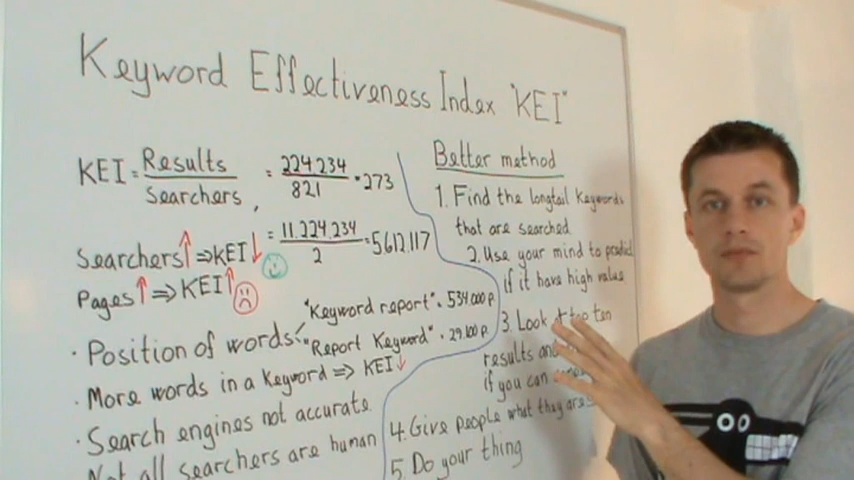 Keyword Effectiveness Index "KEI"
KEI = Results / Searchers, = 224.234 / 821 = 273
= 11.224.234 / 2 = 5612.117
Searchers ↑ ⇒ KEI ↓
Pages ↑ ⇒ KEI ↑
· Position of words: "Keyword report" = 534 000 p.
"Report Keyword" = 29.100 p.
· More words in a Keyword ⇒ KEI ↓
· Search engines not accurate
Not all searchers are human
Better method
1. Find the longtail keywords
that are searched
2. Use your mind to predict
if it have high value
3. Look at top ten
results and
if you can
4. Give people what they are
5. Do your thing